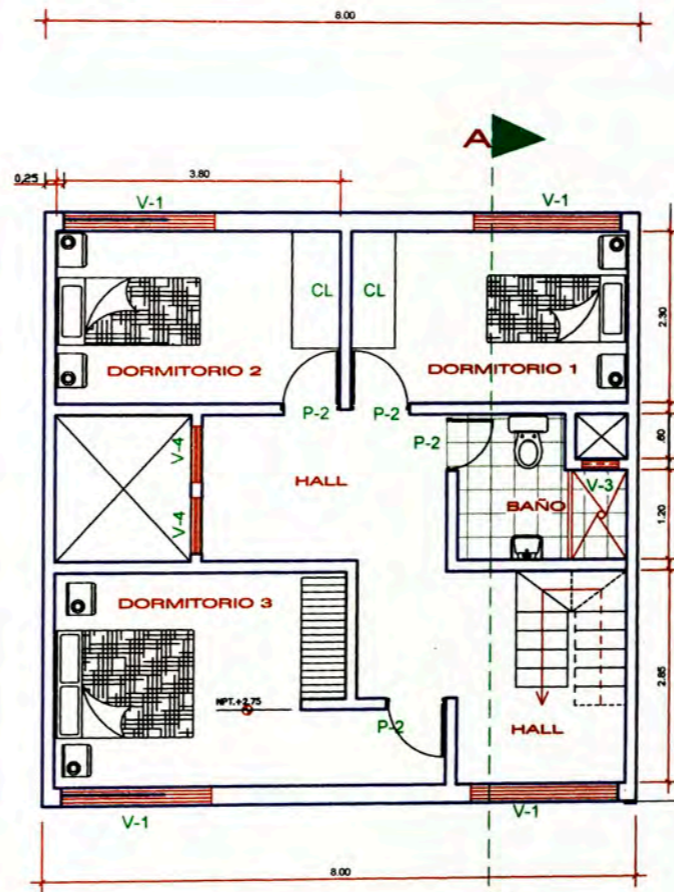 8.00
A
0,25
3.80
V-1
V-1
CL
CL
2.30
DORMITORIO 2
DORMITORIO 1
P-2
P-2
P-2
.60
V-4
HALL
V-3
BAÑO
1.20
V-4
DORMITORIO 3
NPT.+2.75
P-2
HALL
2.85
V-1
V-1
8.00